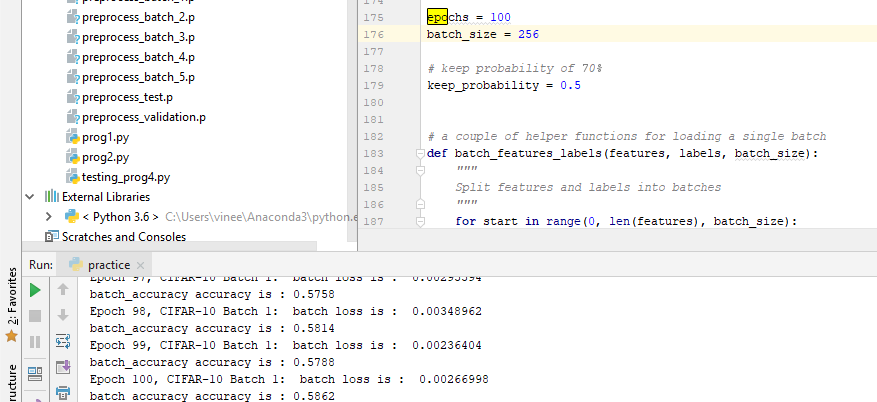 preprocess_batch_2.p
preprocess_batch_3.p
preprocess_batch_4.p
preprocess_batch_5.p
preprocess_test.p
preprocess_validation.p
prog1.py
prog2.py
testing_prog4.py
External Libraries
< Python 3.6 > C:\Users\vinee\Anaconda3\python.e
Scratches and Consoles
175 epochs = 100
176 batch_size = 256
177
178 # keep probability of 70%
179 keep_probability = 0.5
180
181
182 # a couple of helper functions for loading a single batch
183 def batch_features_labels(features, labels, batch_size):
184 """
185 Split features and labels into batches
186 """
187 for start in range(0, len(features), batch_size):
Run: practice
Epoch 97, CIFAR-10 Batch 1: batch loss is :
batch_accuracy accuracy is : 0.5758
Epoch 98, CIFAR-10 Batch 1: batch loss is : 0.00348962
batch_accuracy accuracy is : 0.5814
Epoch 99, CIFAR-10 Batch 1: batch loss is : 0.00236404
batch_accuracy accuracy is : 0.5788
Epoch 100, CIFAR-10 Batch 1: batch loss is : 0.00266998
batch_accuracy accuracy is : 0.5862
2: Favorites
ructure